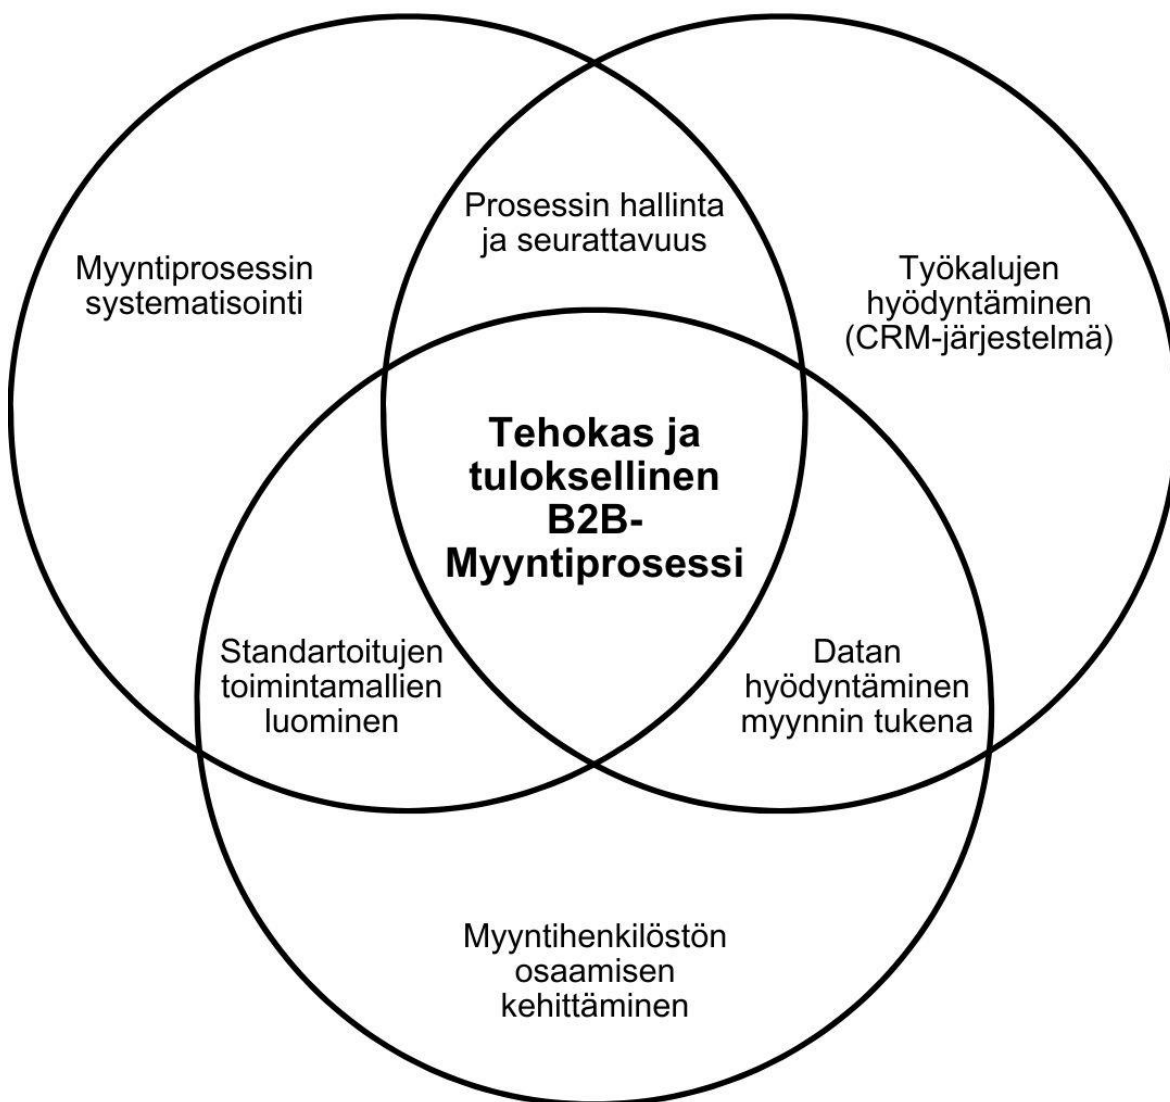 Prosessin hallinta
ja seurattavuus
Myyntiprosessin
systematisointi
Työkalujen
hyödyntäminen
(CRM-järjestelmä)
Tehokas ja
tuloksellinen
B2B-
Myyntiprosessi
Standartoitujen
toimintamallien
luominen
Datan
hyödyntäminen
myynnin tukena
Myyntihenkilöstön
osaamisen
kehittäminen